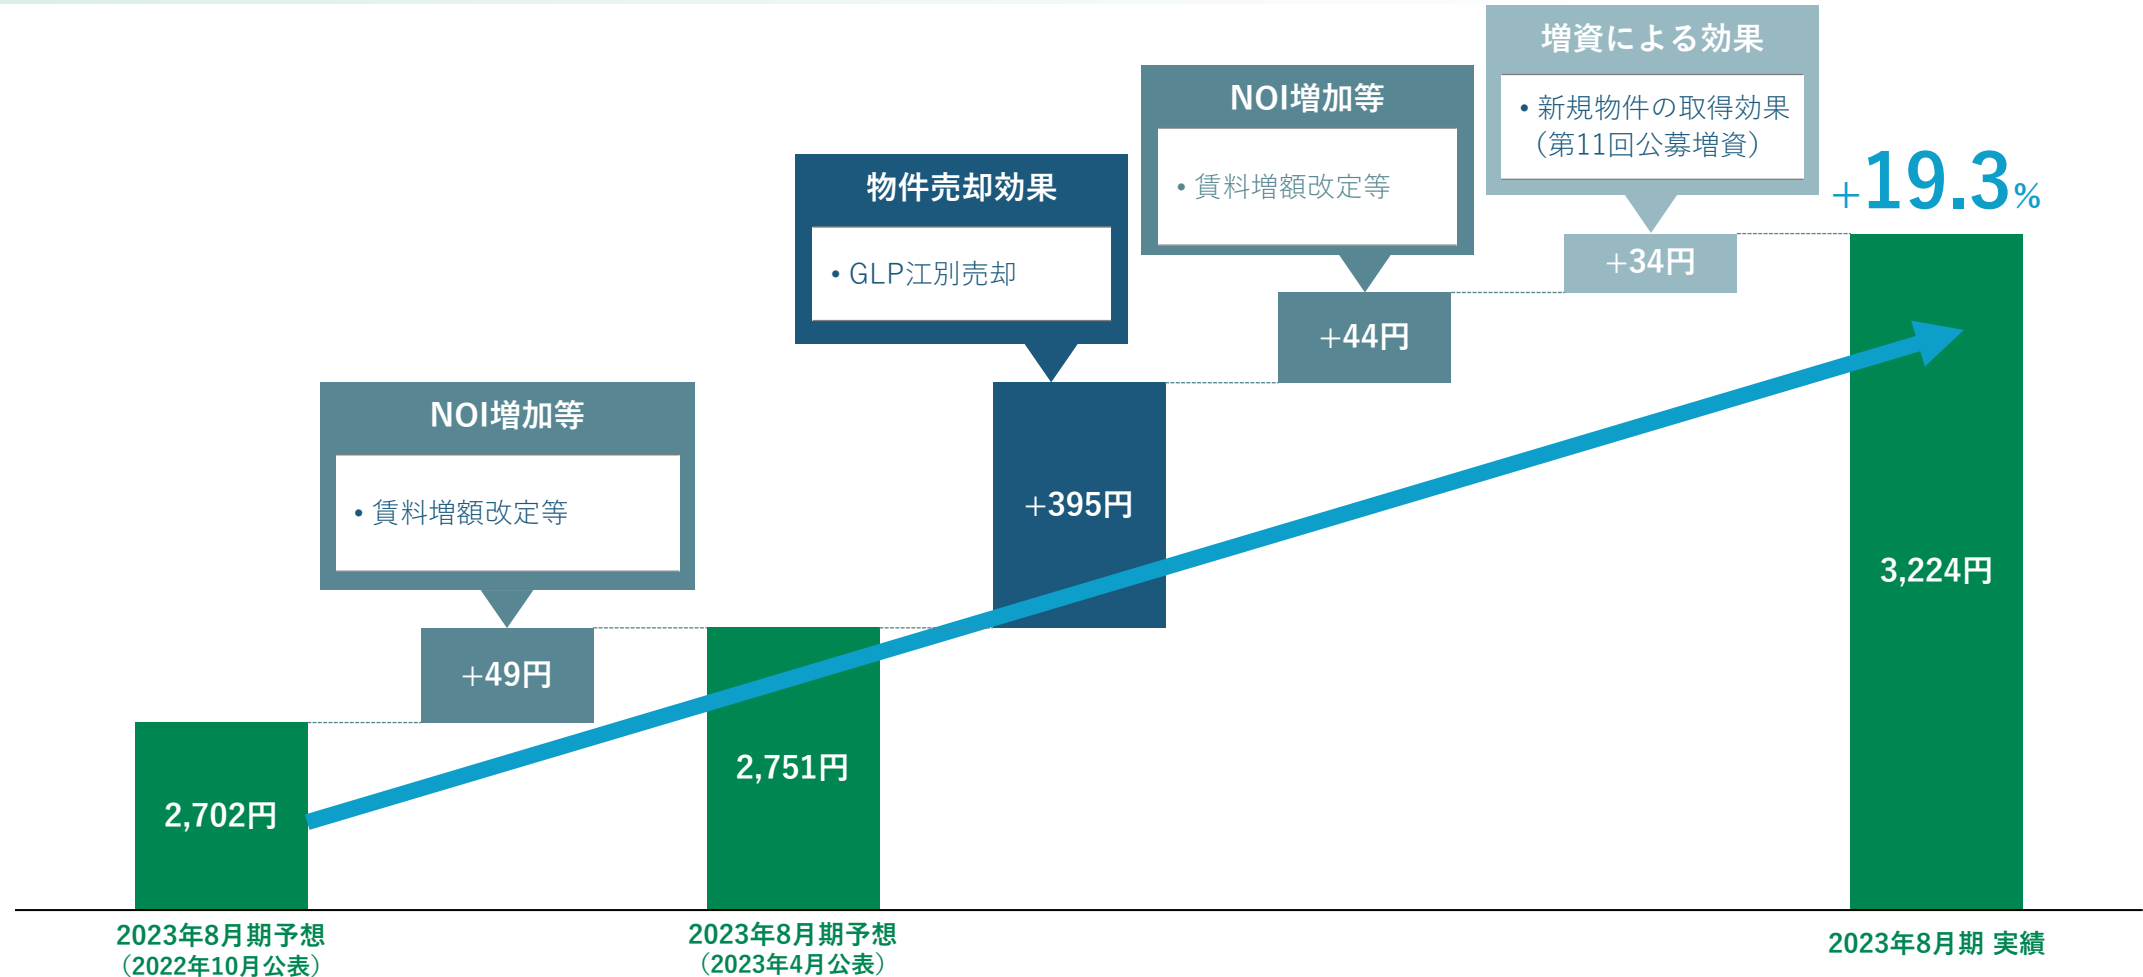 増資による効果
• 新規物件の取得効果
（第11回公募増資）
NOI増加等
• 賃料増額改定等
+19.3%
物件売却効果
• GLP江別売却
+34円
+44円
NOI増加等
• 賃料増額改定等
+395円
3,224円
+49円
2,751円
2,702円
2023年8月期予想
（2022年10月公表）
2023年8月期予想
（2023年4月公表）
2023年8月期 実績